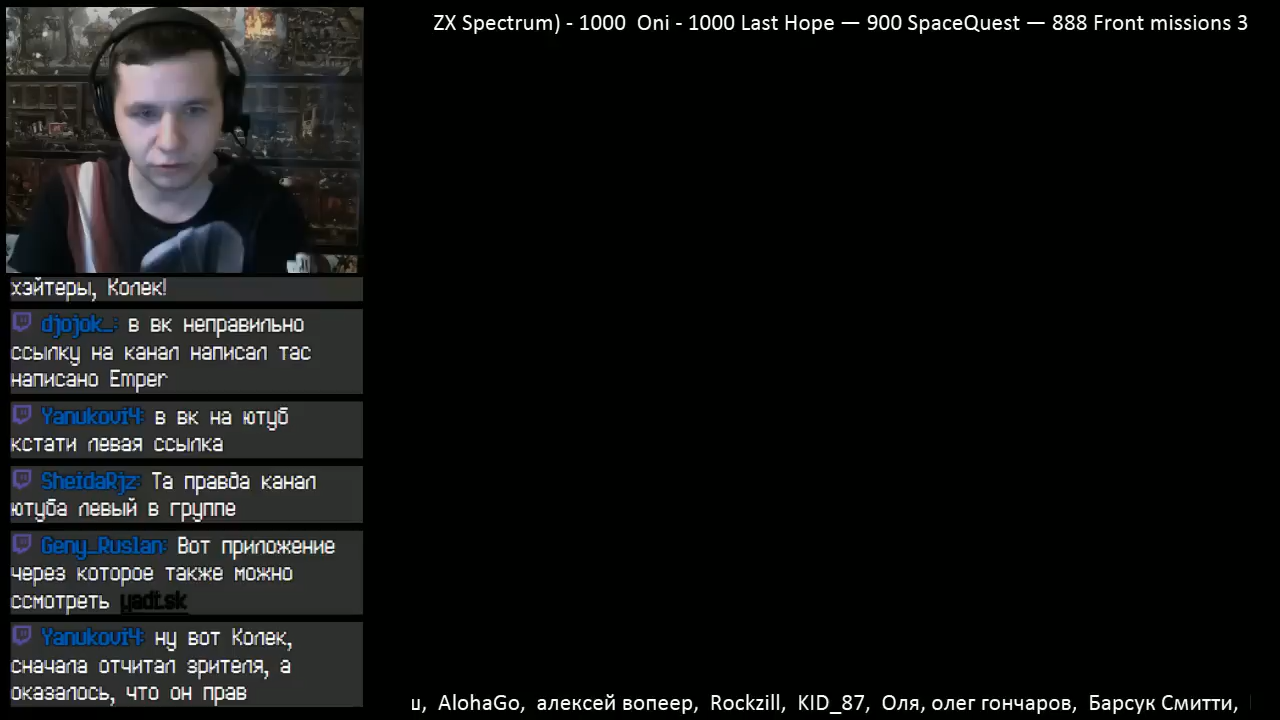 ZX Spectrum) - 1000  Oni - 1000 Last Hope — 900 SpaceQuest — 888 Front missions 3
хэйтеры, Колек!
djojok_: в вк неправильно
ссылку на канал написал тас
написано Emper
Yanukovi4: в вк на ютуб
кстати левая ссылка
SheidaRjz: Та правда канал
ютуба левый в группе
Geny_Ruslan: Вот приложение
через которое также можно
ссмотреть yadt.sk
Yanukovi4: ну вот Колек,
сначала отчитал зрителя, а
оказалось, что он прав
ш,  AlohaGo,  алексей вопеер,  Rockzill,  KID_87,  Оля, олег гончаров,  Барсук Смитти,